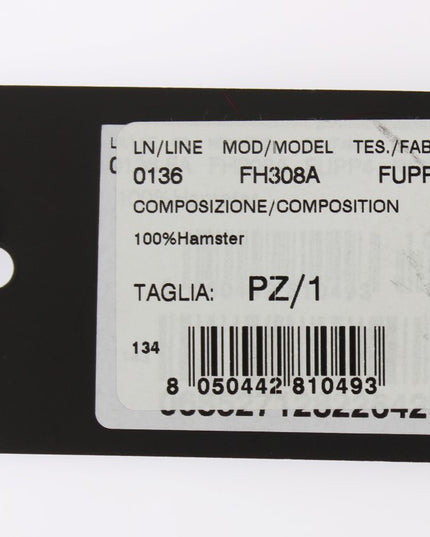 LN/LINE MOD/MODEL TES./FAB
0136 FH308A FUPP
COMPOSIZIONE/COMPOSITION
100%Hamster
TAGLIA: PZ/1
134
8 050442 810493